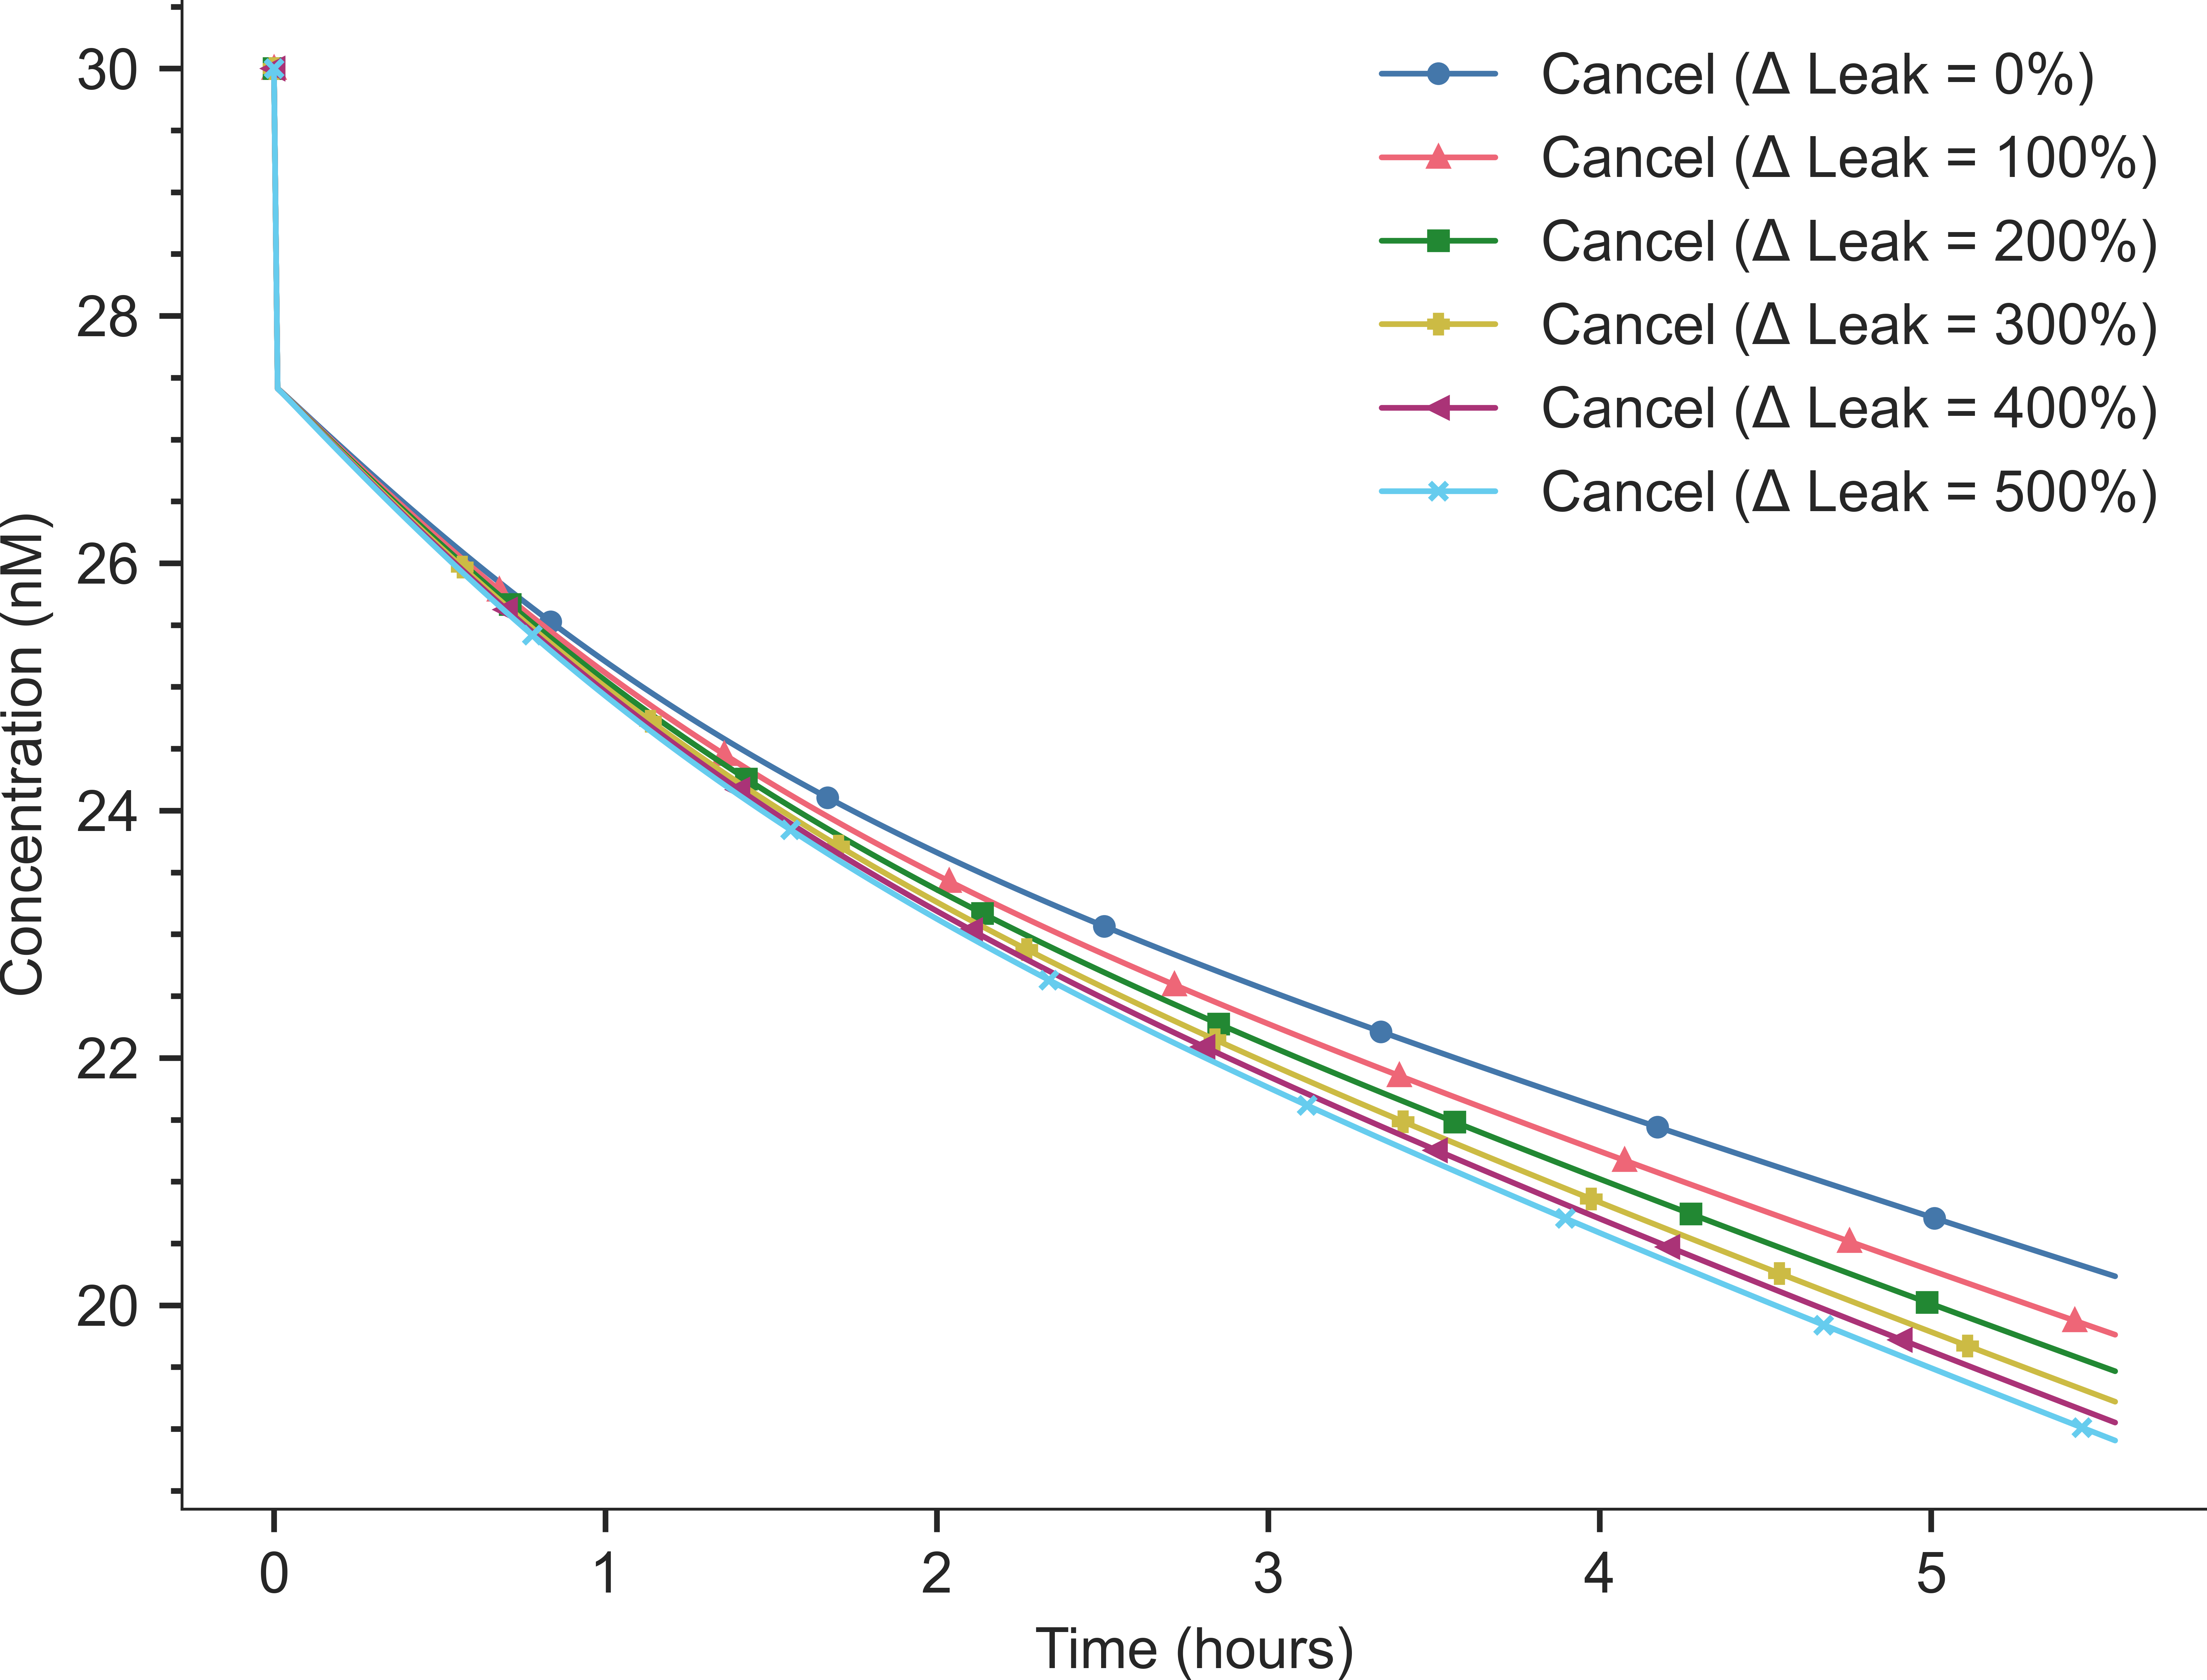 Concentration (nM)
30
28
26
24
22
20
Cancel (Δ Leak = 0%)
Cancel (Δ Leak = 100%)
Cancel (Δ Leak = 200%)
Cancel (Δ Leak = 300%)
Cancel (Δ Leak = 400%)
Cancel (Δ Leak = 500%)
0 1 2 3 4 5
Time (hours)